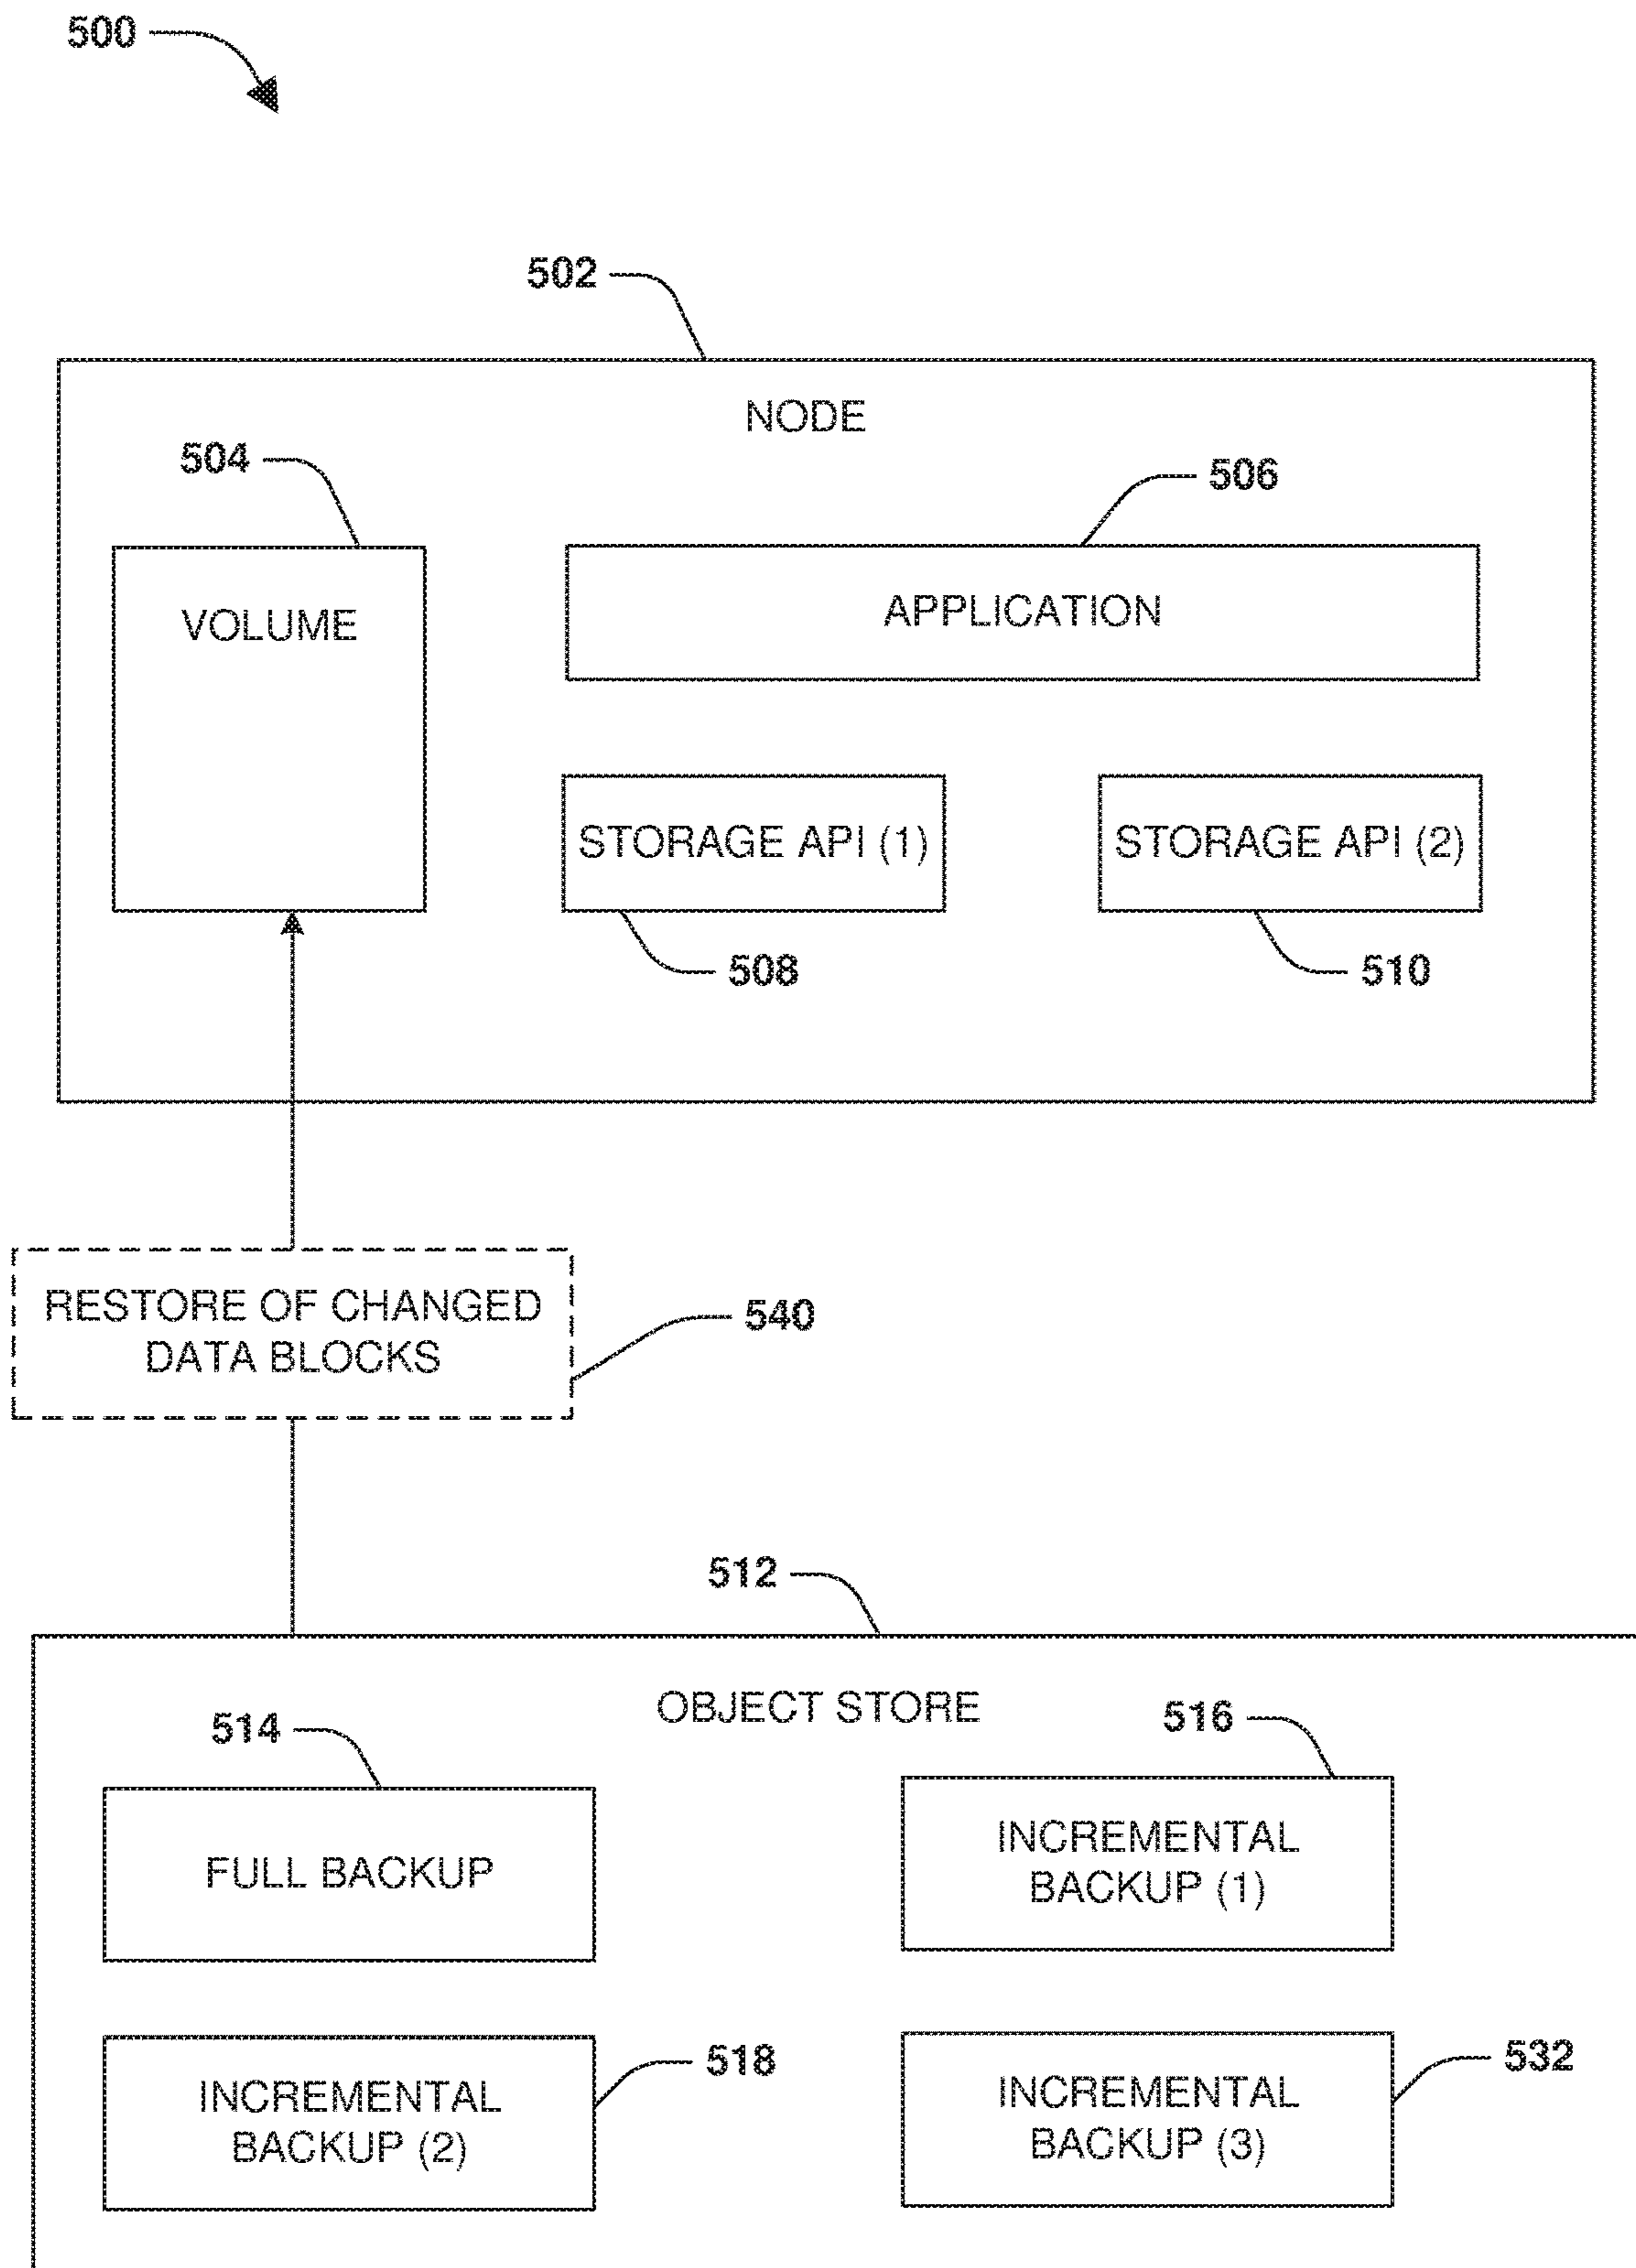 500
502
NODE
504
506
VOLUME
APPLICATION
STORAGE API (1)
STORAGE API (2)
508
510
RESTORE OF CHANGED
DATA BLOCKS
540
512
OBJECT STORE
514
516
FULL BACKUP
INCREMENTAL
BACKUP (1)
518
532
INCREMENTAL
BACKUP (2)
INCREMENTAL
BACKUP (3)